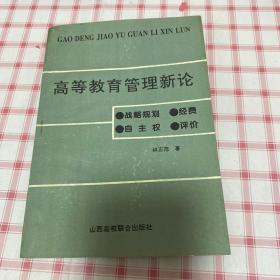 GAO DENG JIAO YU GUAN LI XIN LUN
高等教育管理新论
●战略规划 ●经费
●自主权 ●评价
著
山西高校联合出版社